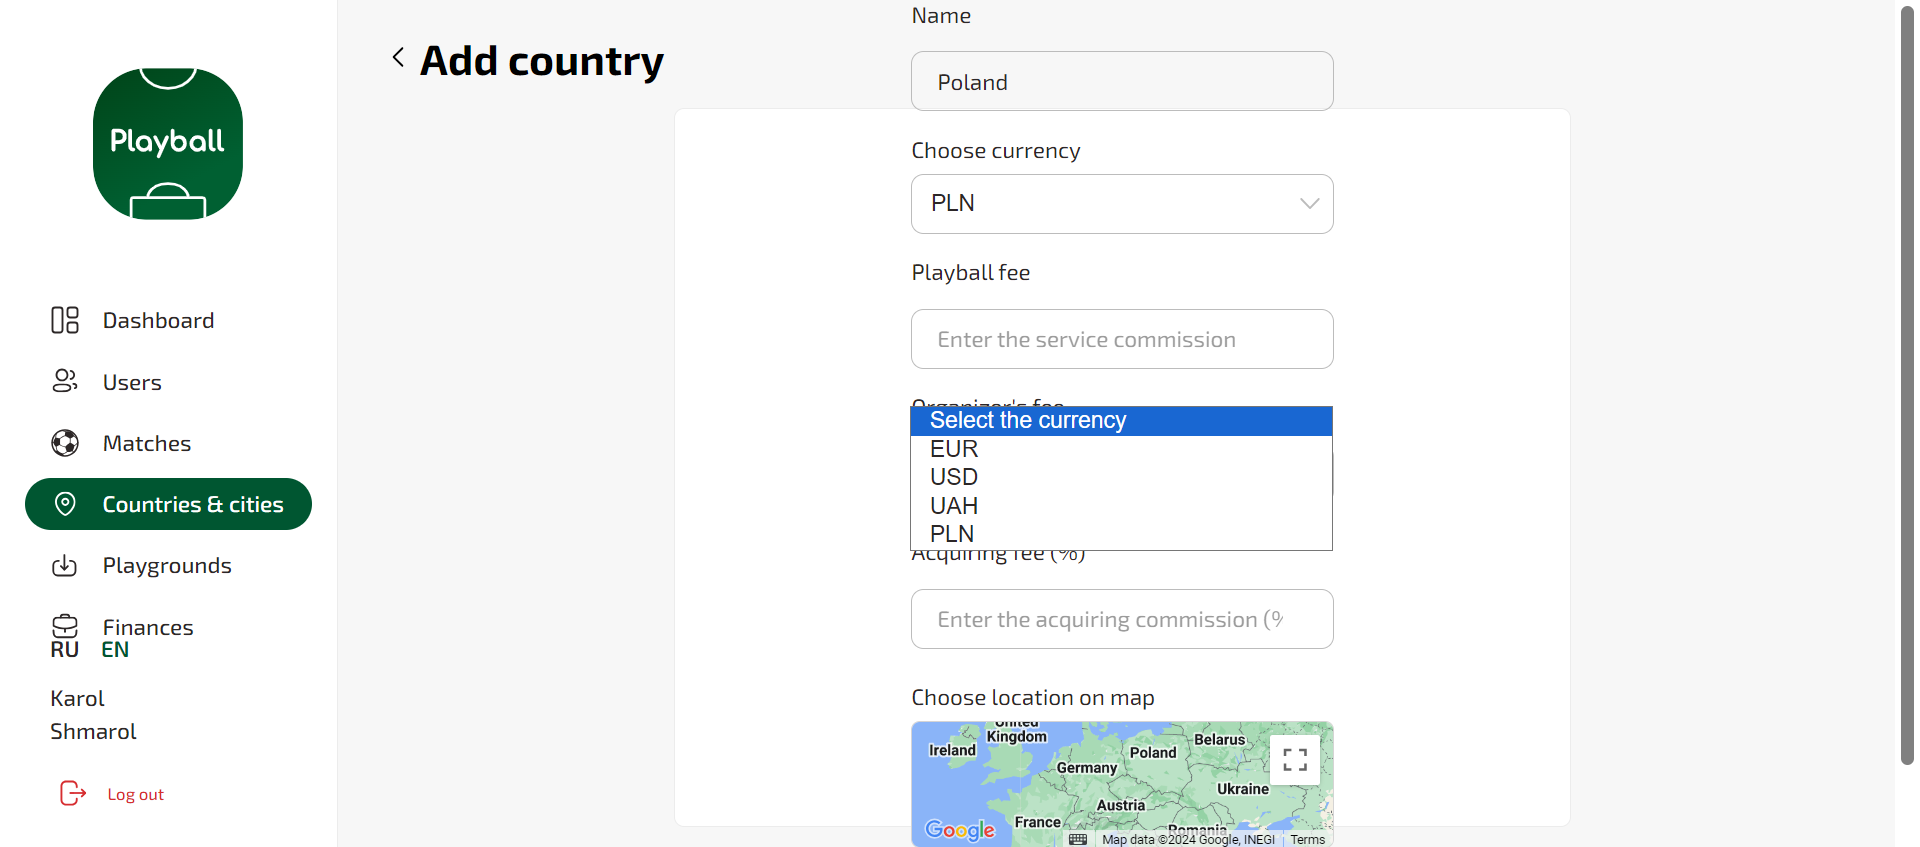 Playball
Dashboard
Users
Matches
Countries & cities
Playgrounds
Finances
RU EN
Karol
Shmarol
Log out
Add country
Name
Poland
Choose currency
PLN
Playball fee
Enter the service commission
Organizer's fee
Select the currency
EUR
USD
UAH
PLN
Acquiring fee (%)
Enter the acquiring commission (%
Choose location on map
United
Kingdom
Ireland
Belarus
Poland
Germany
Ukraine
Austria
France
Romania
Google
Map data ©2024 Google, INEGI
Terms